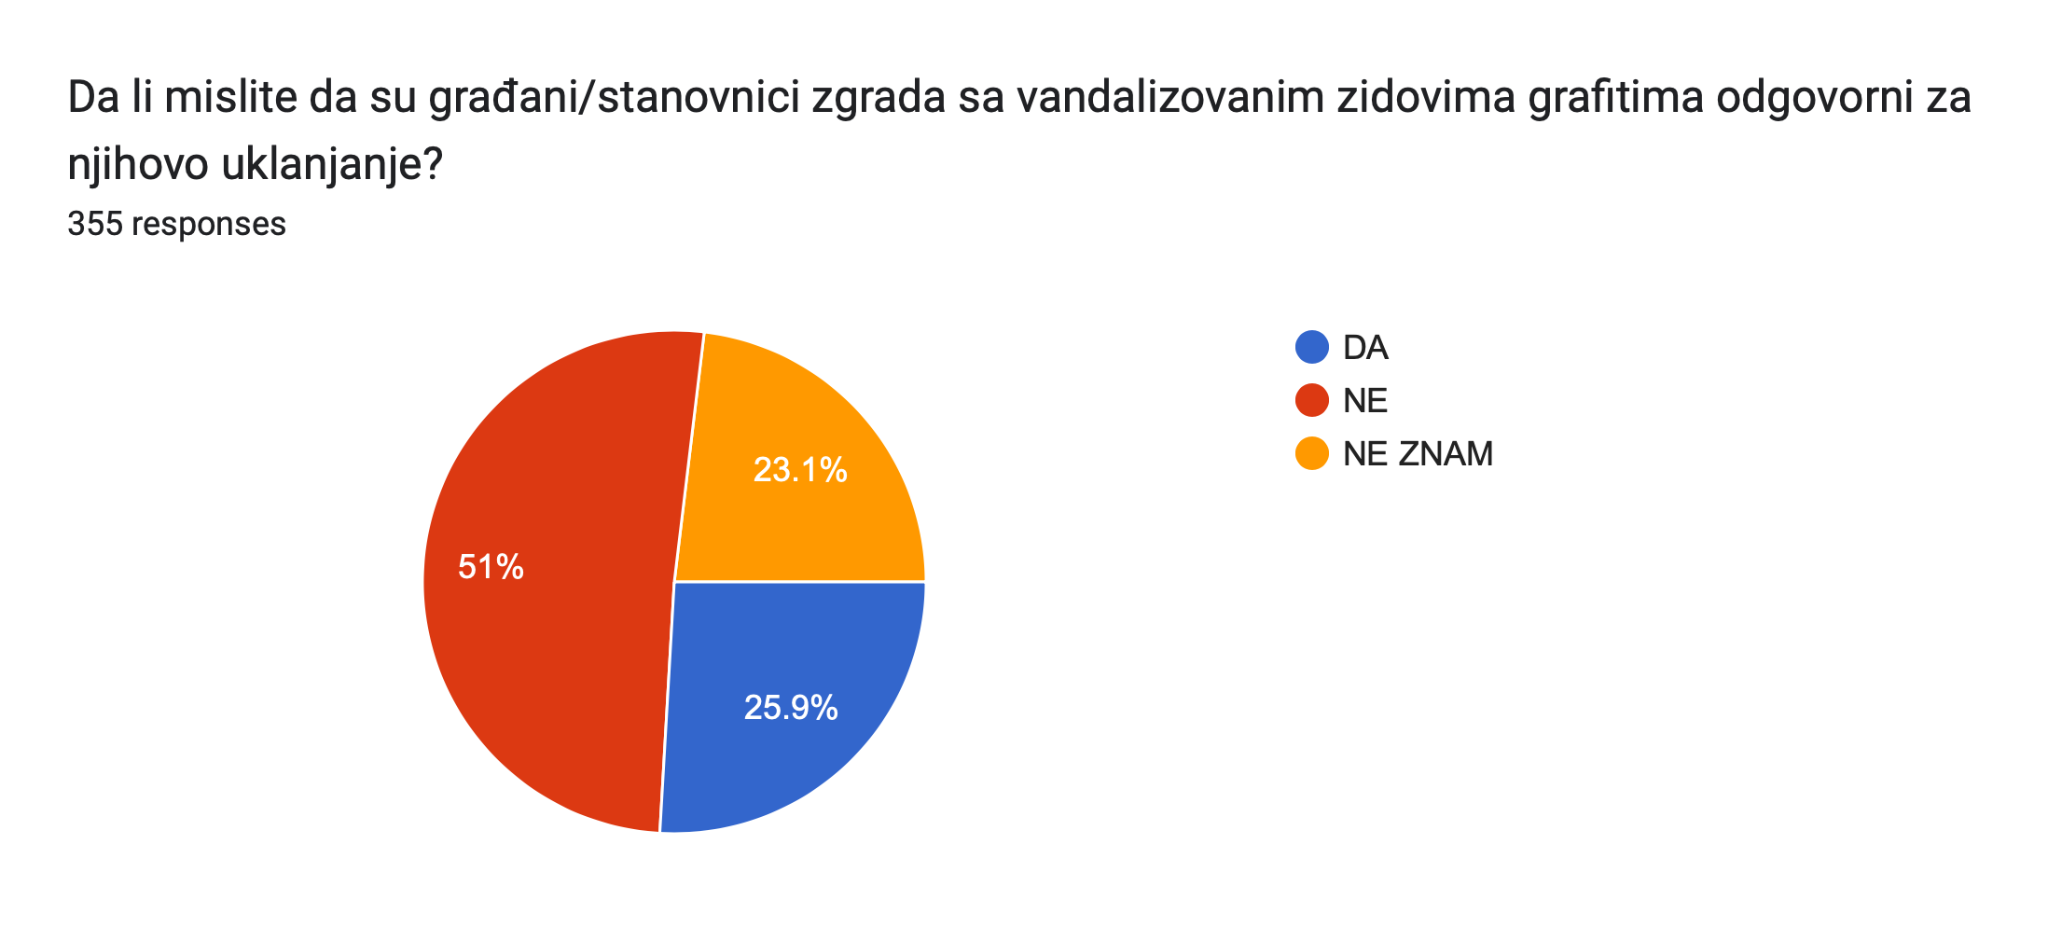 Da li mislite da su građani/stanovnici zgrada sa vandalizovanim zidovima grafitima odgovorni za
njihovo uklanjanje?
355 responses
DA
NE
NE ZNAM
23.1%
51%
25.9%